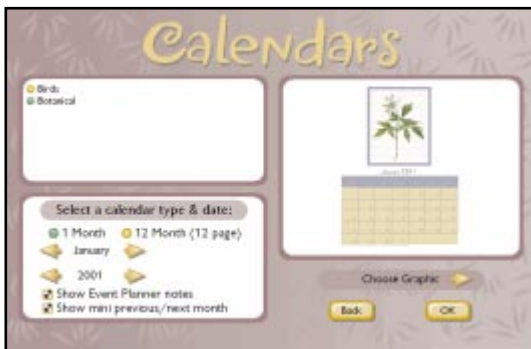 Calendars
Birds
Botanical
Select a calendar type & date:
1 Month 12 Month (12 page)
January
2001
Show Event Planner notes
Show mini previous/next month
Choose Graphic
Back OK